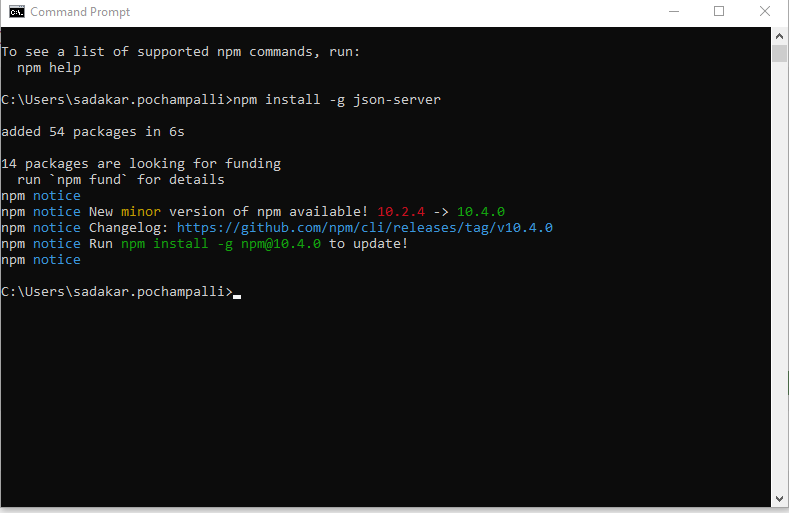 Command Prompt
To see a list of supported npm commands, run:
  npm help
C:\Users\sadakar.pochampalli>npm install -g json-server
added 54 packages in 6s
14 packages are looking for funding
  run `npm fund` for details
npm notice
npm notice New minor version of npm available! 10.2.4 -> 10.4.0
npm notice Changelog: https://github.com/npm/cli/releases/tag/v10.4.0
npm notice Run npm install -g npm@10.4.0 to update!
npm notice
C:\Users\sadakar.pochampalli>